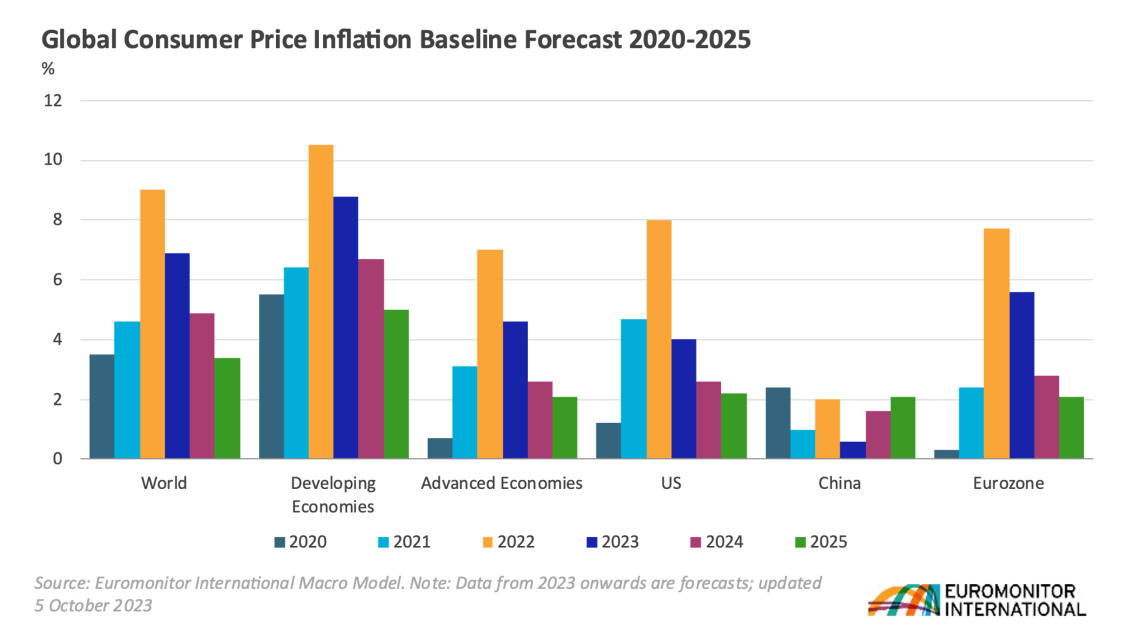 Global Consumer Price Inflation Baseline Forecast 2020-2025
%
12
10
8
6
4
2
0
World
Developing
Economies
Advanced Economies
US
China
Eurozone
2020
2021
2022
2023
2024
2025
Source: Euromonitor International Macro Model. Note: Data from 2023 onwards are forecasts; updated
5 October 2023
EUROMONITOR
INTERNATIONAL